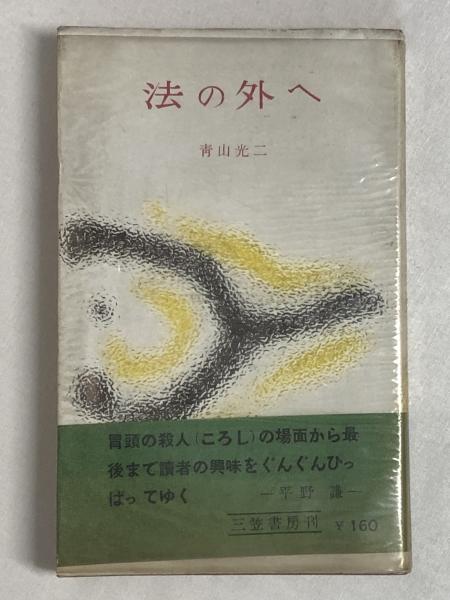 法の外へ
青山光二
冒頭の殺人(ころし)の場面から最
後まで讀者の興味をぐんぐんひっ
ぱってゆく
—平野 謙—
三笠書房刊 ¥160